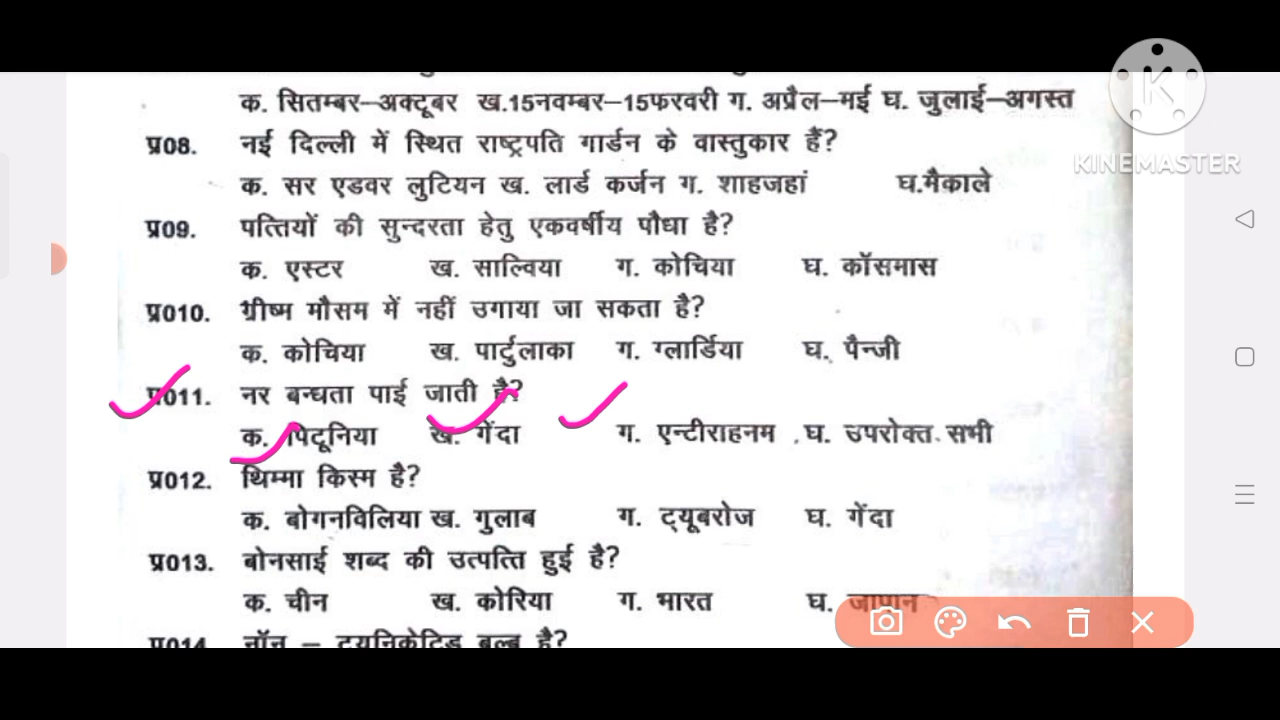 क. सितम्बर–अक्टूबर ख.15नवम्बर–15फरवरी ग. अप्रैल–मई घ. जुलाई–अगस्त
प्र08. नई दिल्ली में स्थित राष्ट्रपति गार्डन के वास्तुकार हैं?
क. सर एडवर लुटियन ख. लार्ड कर्जन ग. शाहजहां घ.मैकाले
प्र09. पत्तियों की सुन्दरता हेतु एकवर्षीय पौधा है?
क. एस्टर ख. साल्विया ग. कोचिया घ. कॉसमास
प्र010. ग्रीष्म मौसम में नहीं उगाया जा सकता है?
क. कोचिया ख. पार्टुलाका ग. ग्लार्डिया घ. पैन्जी
प्र011. नर बन्धता पाई जाती है?
क. पिटूनिया ख. गेंदा ग. एन्टीराहनम घ. उपरोक्त सभी
प्र012. थिम्मा किस्म है?
क. बोगनविलिया ख. गुलाब ग. ट्यूबरोज घ. गेंदा
प्र013. बोनसाई शब्द की उत्पत्ति हुई है?
क. चीन ख. कोरिया ग. भारत घ. जापान
प्र014. नॉन – ट्यूनिकेटिड बल्ब है?
K
KINEMASTER